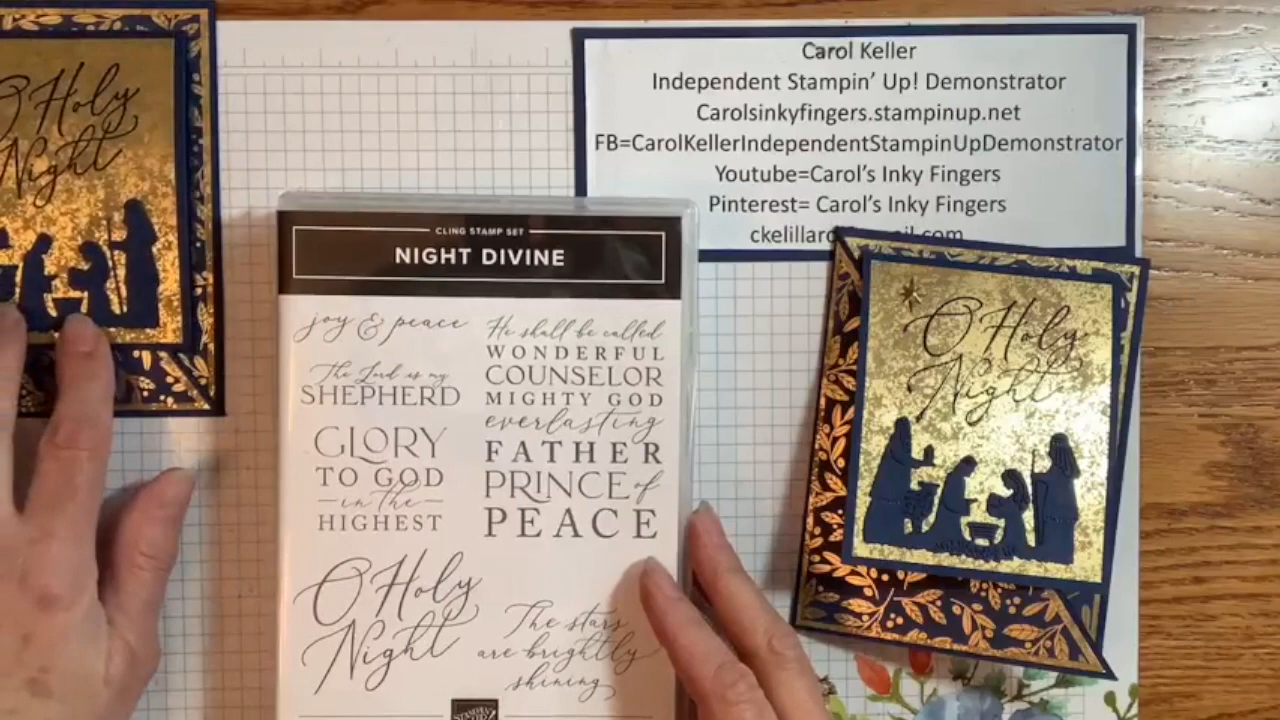 O Holy
Night
Carol Keller
Independent Stampin' Up! Demonstrator
Carolsinkyfingers.stampinup.net
FB=CarolKellerIndependentStampinUpDemonstrator
Youtube=Carol's Inky Fingers
Pinterest= Carol's Inky Fingers
CLING STAMP SET
NIGHT DIVINE
joy & peace
The Lord is my
SHEPHERD
GLORY
TO GOD
in the
HIGHEST
O Holy
Night
He shall be called
WONDERFUL
COUNSELOR
MIGHTY GOD
everlasting
FATHER
PRINCE of
PEACE
The stars
are brightly
shining
O Holy
Night